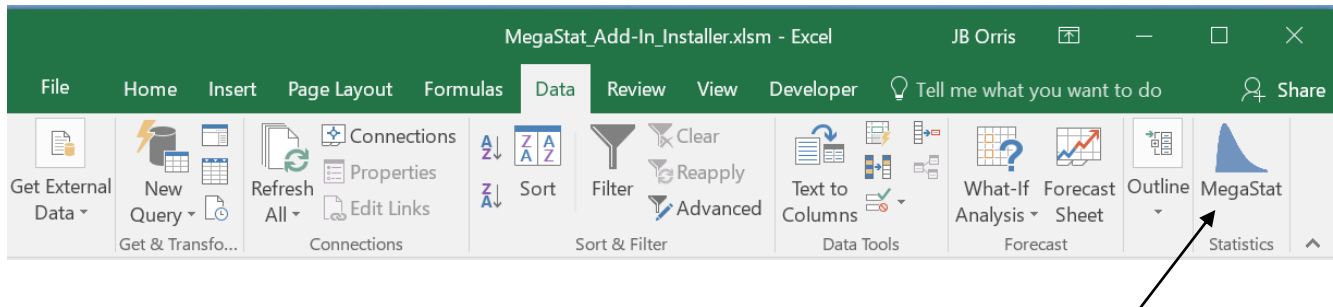 MegaStat_Add-In_Installer.xlsm - Excel JB Orris
File Home Insert Page Layout Formulas Data Review View Developer Tell me what you want to do Share
Get External
Data
New
Query
Get & Transfo...
Refresh
All
Connections
Properties
Edit Links
Connections
A
Z
Z
A
Z A
A Z
Sort
Filter
Clear
Reapply
Advanced
Sort & Filter
Text to
Columns
Data Tools
What-If
Analysis
Forecast
Sheet
Forecast
Outline
MegaStat
Statistics